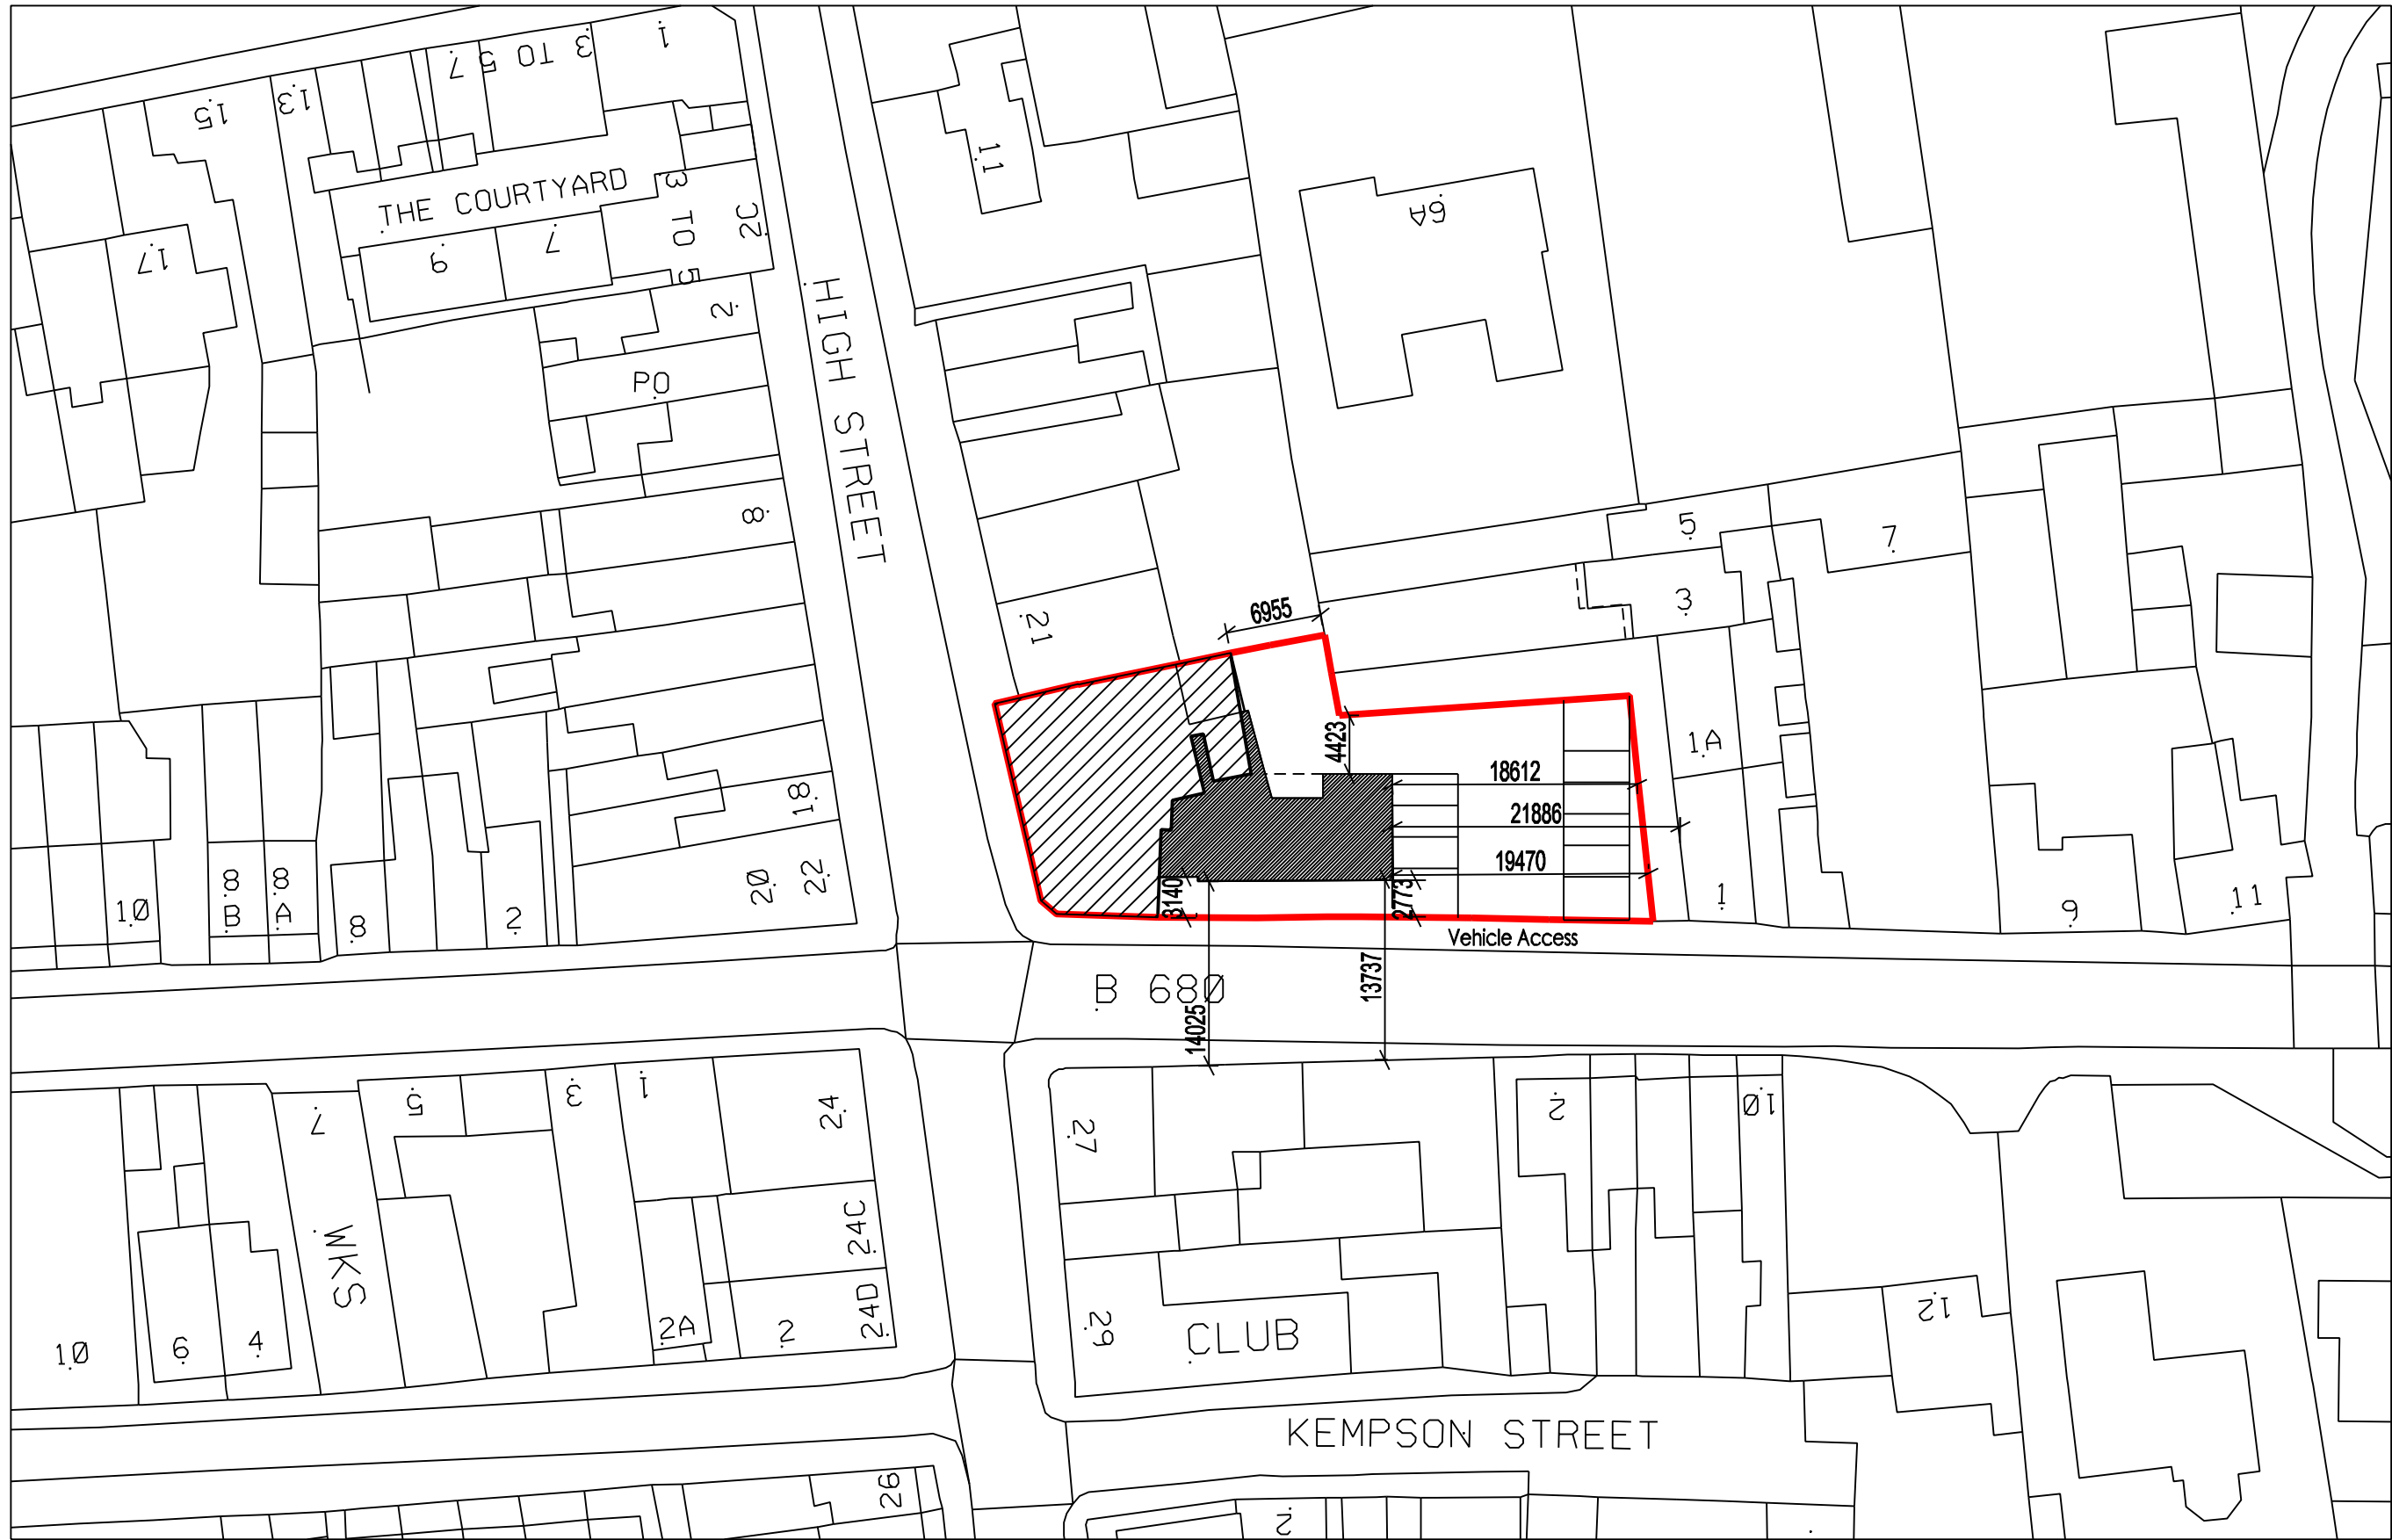 1
3 TO 5
7
13
15
11
THE COURTYARD
3 TO 5
2C
6A
17
9
7
2
HIGH STREET
PO
8
5
7
3
21
6955
4423
1A
18612
21886
19470
18
20
22
8
B
8
A
10
8
2
3140
2773
1
9
11
Vehicle Access
B 680
13737
14025
7
5
3
1
24
27
2
10
WKS
24C
24D
12
10
6
4
2A
2
29
CLUB
KEMPSON STREET
26
2